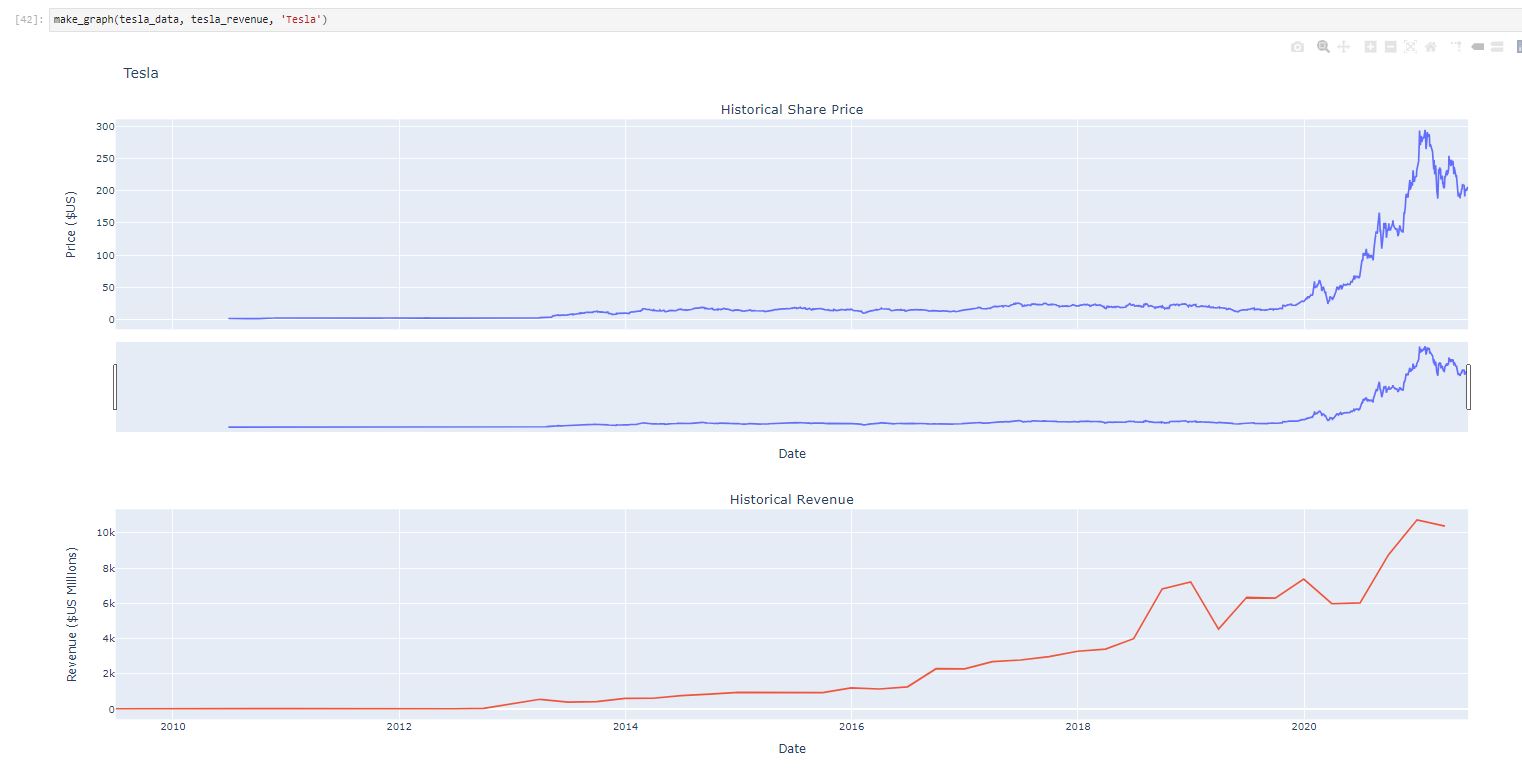 [42]: make_graph(tesla_data, tesla_revenue, 'Tesla')
Tesla
Historical Share Price
300
250
200
150
100
50
0
Price ($US)
Date
Historical Revenue
10k
8k
6k
4k
2k
0
Revenue ($US Millions)
2010 2012 2014 2016 2018 2020
Date